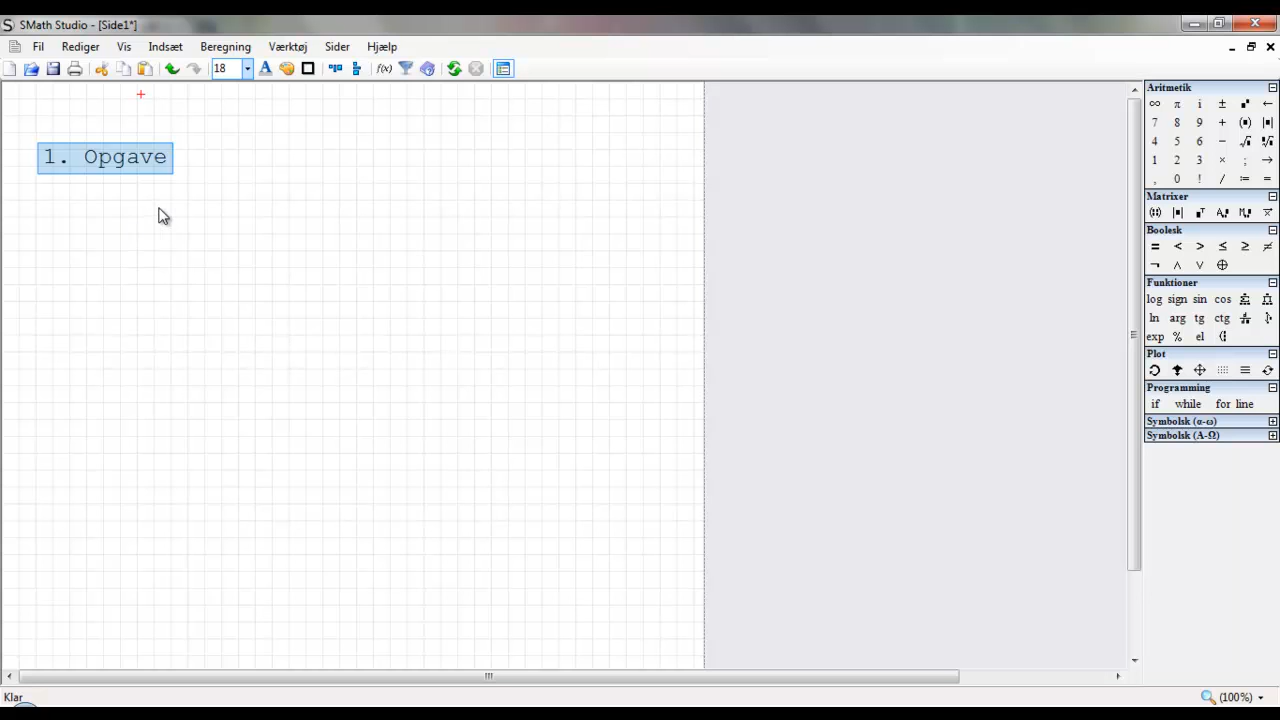 SMath Studio - [Side1*]
Fil Rediger Vis Indsæt Beregning Værktøj Sider Hjælp
18 A f(x)
1. Opgave
Aritmetik
∞ π i ± ←
7 8 9 + (▪) |▪|
4 5 6 −
1 2 3 × ; →
, 0 ! / := =
Matrixer
Boolesk
= < > ≤ ≥ ≠
¬ ∧ ∨ ⊕
Funktioner
log sign sin cos
ln arg tg ctg
exp % el
Plot
Programming
if while for line
Symbolsk (α-ω)
Symbolsk (Α-Ω)
Klar
(100%)